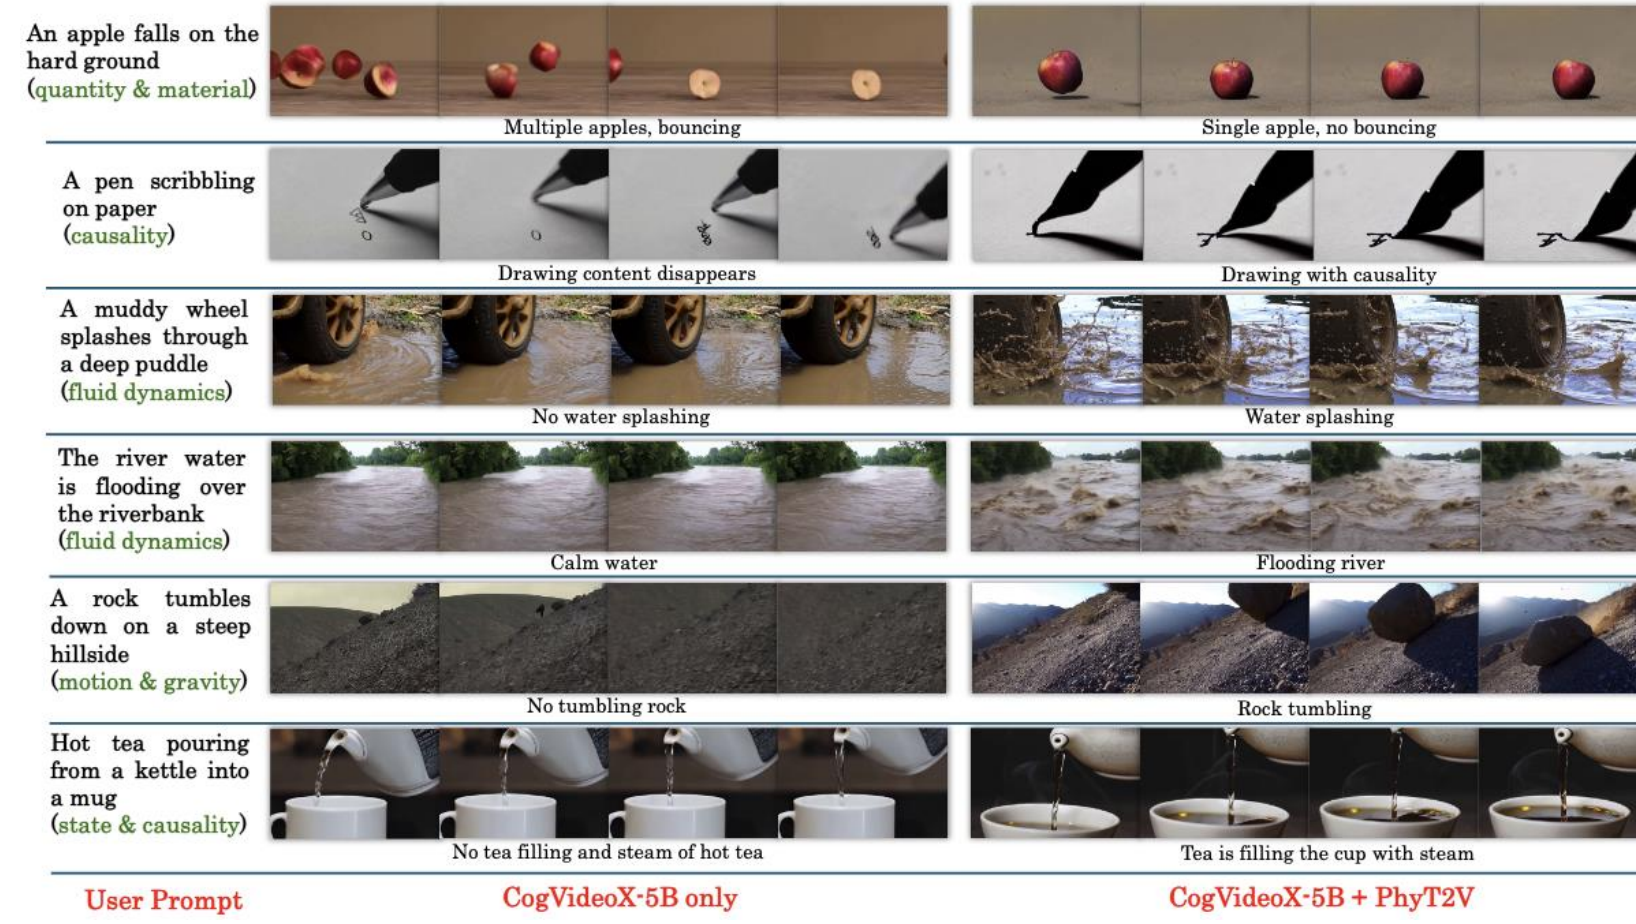 An apple falls on the
hard ground
(quantity & material)
Multiple apples, bouncing
Single apple, no bouncing
A pen scribbling
on paper
(causality)
Drawing content disappears
Drawing with causality
A muddy wheel
splashes through
a deep puddle
(fluid dynamics)
No water splashing
Water splashing
The river water
is flooding over
the riverbank
(fluid dynamics)
Calm water
Flooding river
A rock tumbles
down on a steep
hillside
(motion & gravity)
No tumbling rock
Rock tumbling
Hot tea pouring
from a kettle into
a mug
(state & causality)
No tea filling and steam of hot tea
Tea is filling the cup with steam
User Prompt
CogVideoX-5B only
CogVideoX-5B + PhyT2V